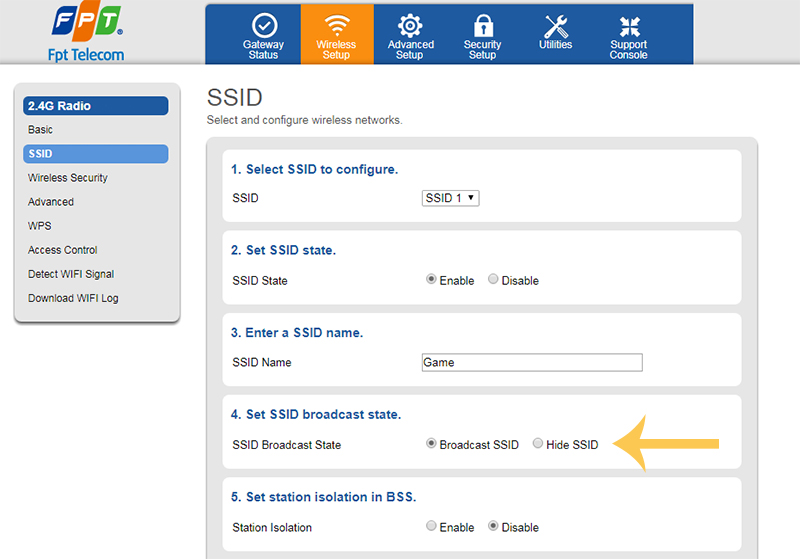 FPT
Fpt Telecom
Gateway
Status
Wireless
Setup
Advanced
Setup
Security
Setup
Utilities
Support
Console
2.4G Radio
Basic
SSID
Wireless Security
Advanced
WPS
Access Control
Detect WIFI Signal
Download WIFI Log
SSID
Select and configure wireless networks.
1. Select SSID to configure.
SSID SSID 1
2. Set SSID state.
SSID State Enable Disable
3. Enter a SSID name.
SSID Name Game
4. Set SSID broadcast state.
SSID Broadcast State Broadcast SSID Hide SSID
5. Set station isolation in BSS.
Station Isolation Enable Disable